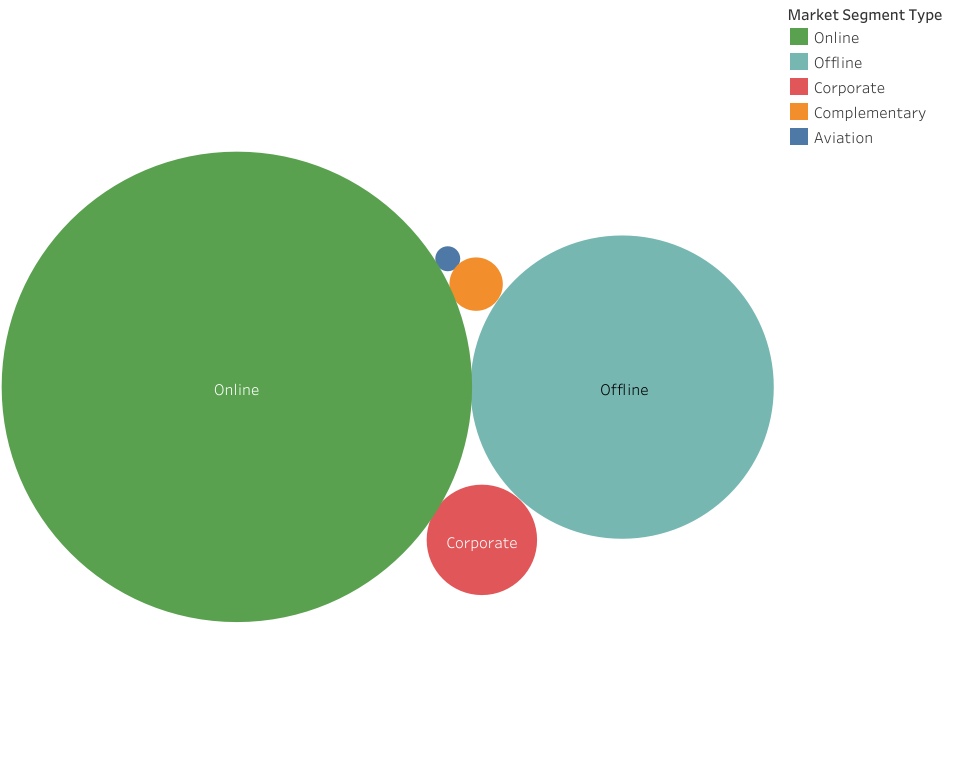 Market Segment Type
Online
Offline
Corporate
Complementary
Aviation
Online
Offline
Corporate